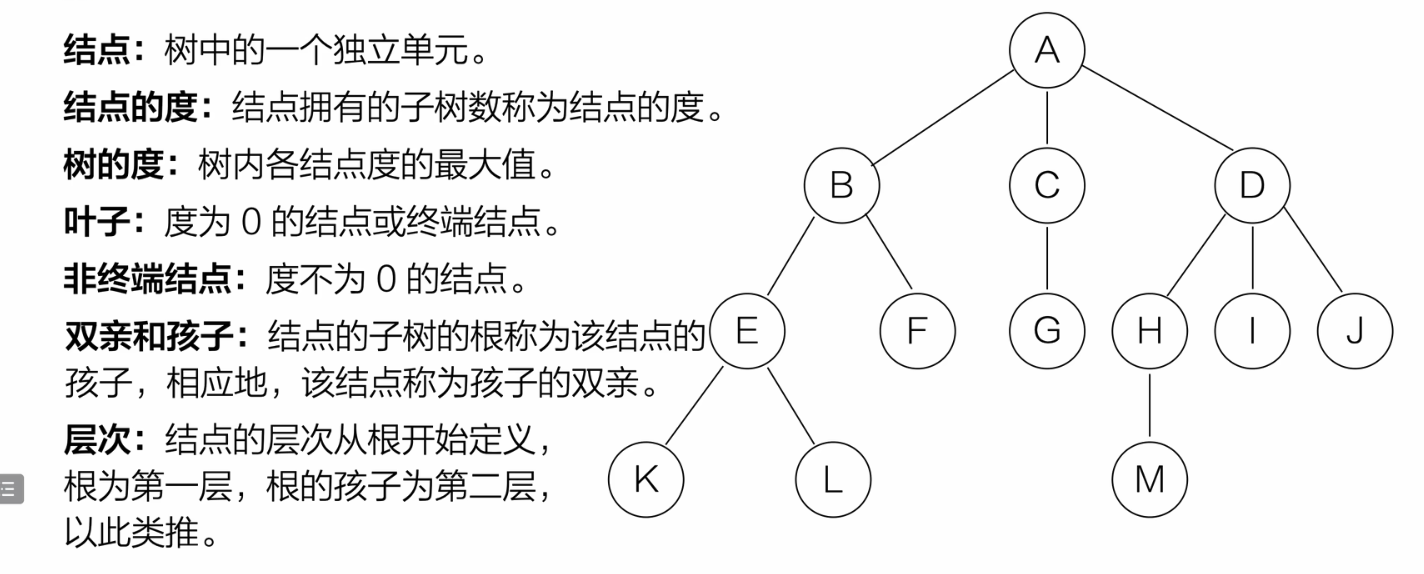 结点：树中的一个独立单元。
结点的度：结点拥有的子树数称为结点的度。
树的度：树内各结点度的最大值。
叶子：度为 0 的结点或终端结点。
非终端结点：度不为 0 的结点。
双亲和孩子：结点的子树的根称为该结点的
孩子，相应地，该结点称为孩子的双亲。
层次：结点的层次从根开始定义，
根为第一层，根的孩子为第二层，
以此类推。
A
B C D
E F G H I J
K L M